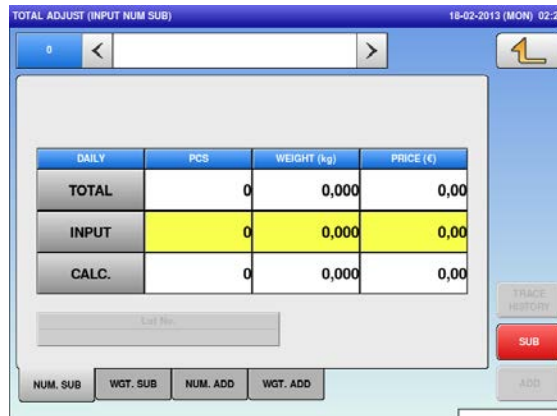 TOTAL ADJUST (INPUT NUM SUB) 18-02-2013 (MON) 02:2
0
DAILY PCS WEIGHT (kg) PRICE (€)
TOTAL 0 0,000 0,00
INPUT 0 0,000 0,00
CALC. 0 0,000 0,00
Lot No.
TRACE
HISTORY
SUB
ADD
NUM. SUB WGT. SUB NUM. ADD WGT. ADD